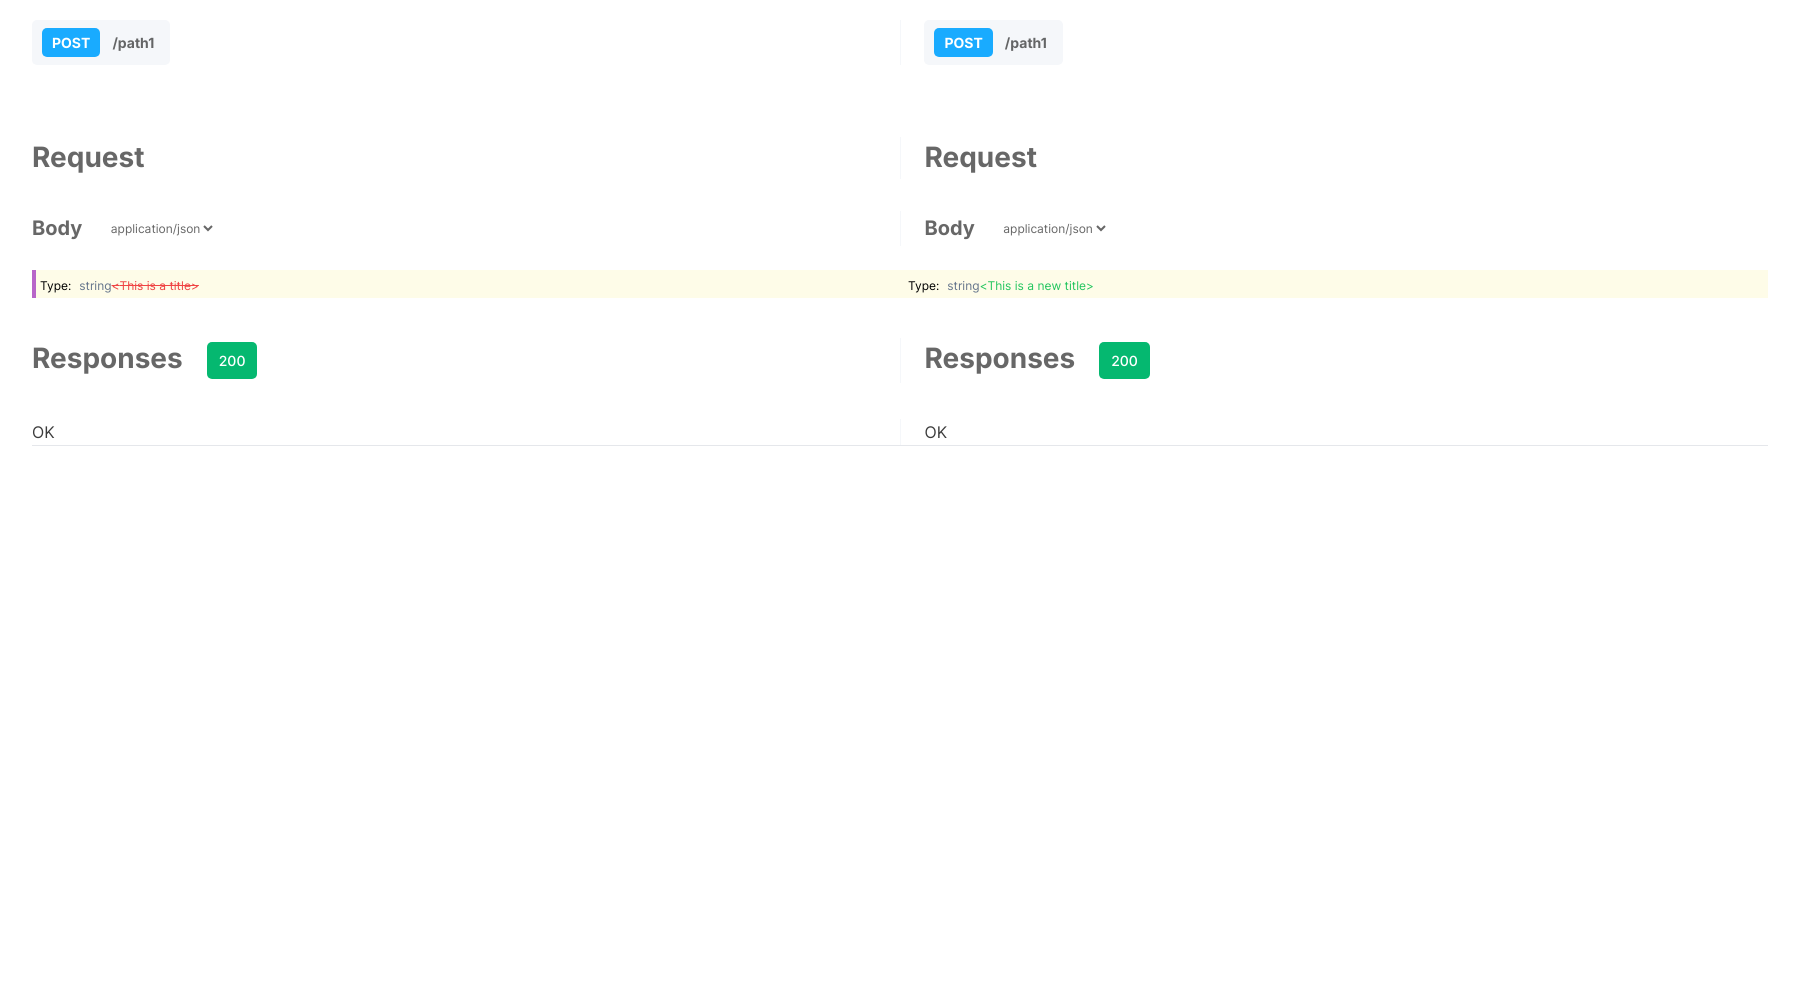 POST /path1
POST /path1
Request
Request
Body application/json
Body application/json
Type: string<This is a title>
Type: string<This is a new title>
Responses 200
Responses 200
OK
OK